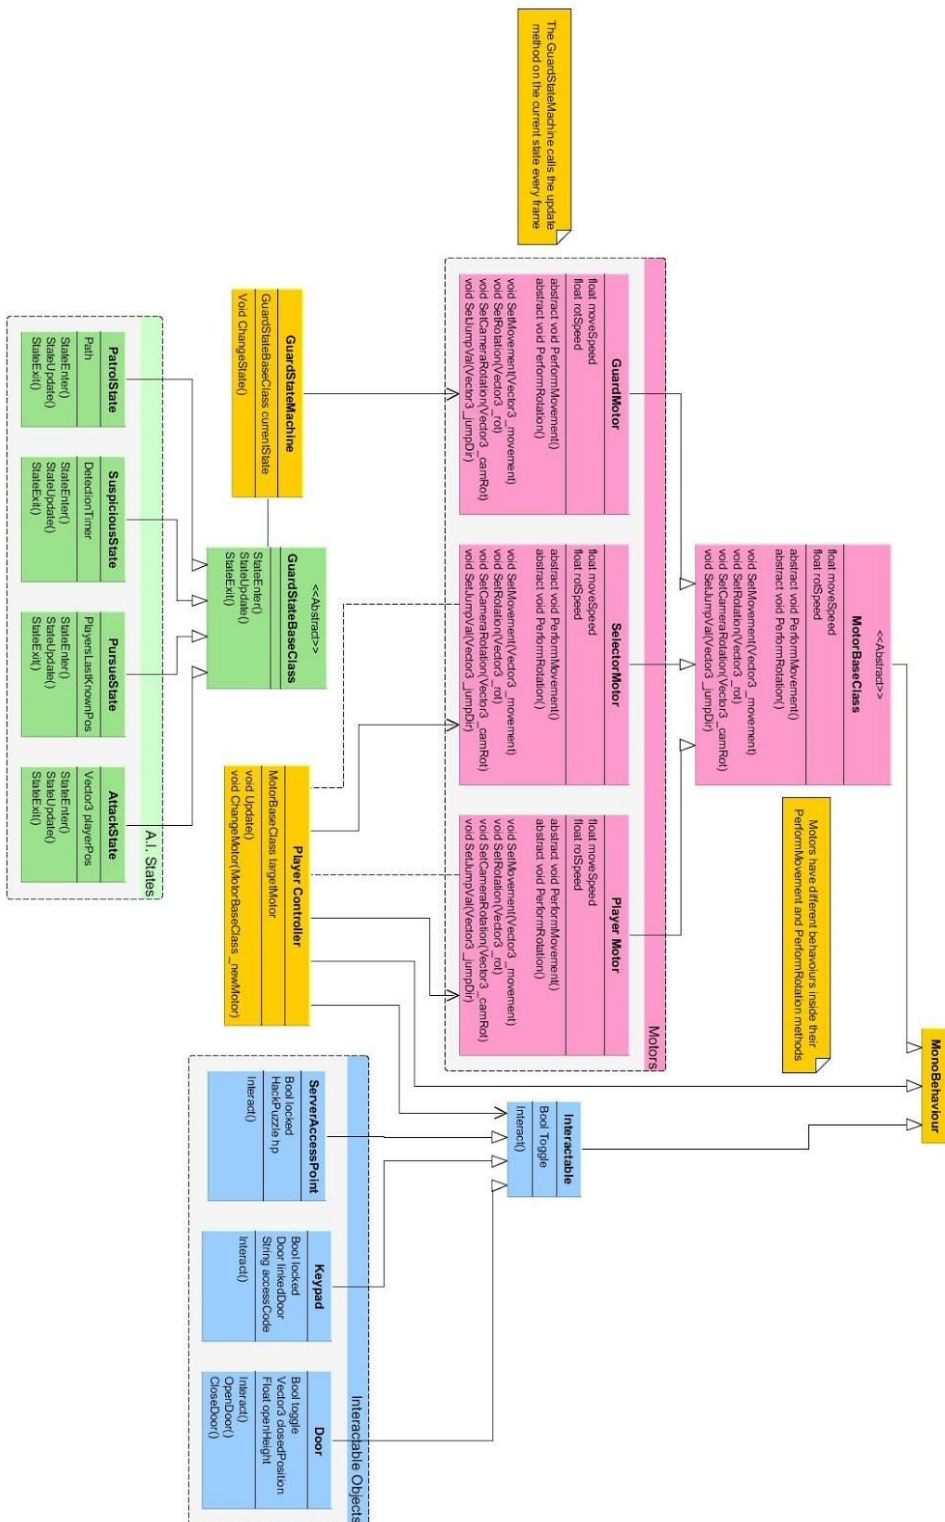 MonoBehaviour
<<Abstract>>
MotorBaseClass
float moveSpeed
float rotSpeed
abstract void PerformMovement()
abstract void PerformRotation()
void SetMovement(Vector3 _movement)
void SetRotation(Vector3 _rot)
void SetCameraRotation(Vector3 _camRot)
void SetJumpVal(Vector3 _jumpDir)
Motors have different behavoiurs inside their
PerformMovement and PerformRotation methods
The GuardStateMachine calls the update
method on the current state every frame
Motors
GuardMotor
float moveSpeed
float rotSpeed
abstract void PerformMovement()
abstract void PerformRotation()
void SetMovement(Vector3 _movement)
void SetRotation(Vector3 _rot)
void SetCameraRotation(Vector3 _camRot)
void SetJumpVal(Vector3 _jumpDir)
SelectorMotor
float moveSpeed
float rotSpeed
abstract void PerformMovement()
abstract void PerformRotation()
void SetMovement(Vector3 _movement)
void SetRotation(Vector3 _rot)
void SetCameraRotation(Vector3 _camRot)
void SetJumpVal(Vector3 _jumpDir)
Player Motor
float moveSpeed
float rotSpeed
abstract void PerformMovement()
abstract void PerformRotation()
void SetMovement(Vector3 _movement)
void SetRotation(Vector3 _rot)
void SetCameraRotation(Vector3 _camRot)
void SetJumpVal(Vector3 _jumpDir)
Interactable
Bool Toggle
Interact()
GuardStateMachine
GuardStateBaseClass currentState
Void ChangeState()
<<Abstract>>
GuardStateBaseClass
StateEnter()
StateUpdate()
StateExit()
Player Controller
MotorBaseClass targetMotor
void Update()
void ChangeMotor(MotorBaseClass _newMotor)
Interactable Objects
ServerAccessPoint
Bool locked
HackPuzzle hp
Interact()
Keypad
Bool locked
Door linkedDoor
String accessCode
Interact()
Door
Bool toggle
Vector3 closedPosition
Float openHeight
Interact()
OpenDoor()
CloseDoor()
A.I. States
PatrolState
Path
StateEnter()
StateUpdate()
StateExit()
SuspiciousState
DetectionTimer
StateEnter()
StateUpdate()
StateExit()
PursueState
PlayersLastKnownPos
StateEnter()
StateUpdate()
StateExit()
AttackState
Vector3 playerPos
StateEnter()
StateUpdate()
StateExit()